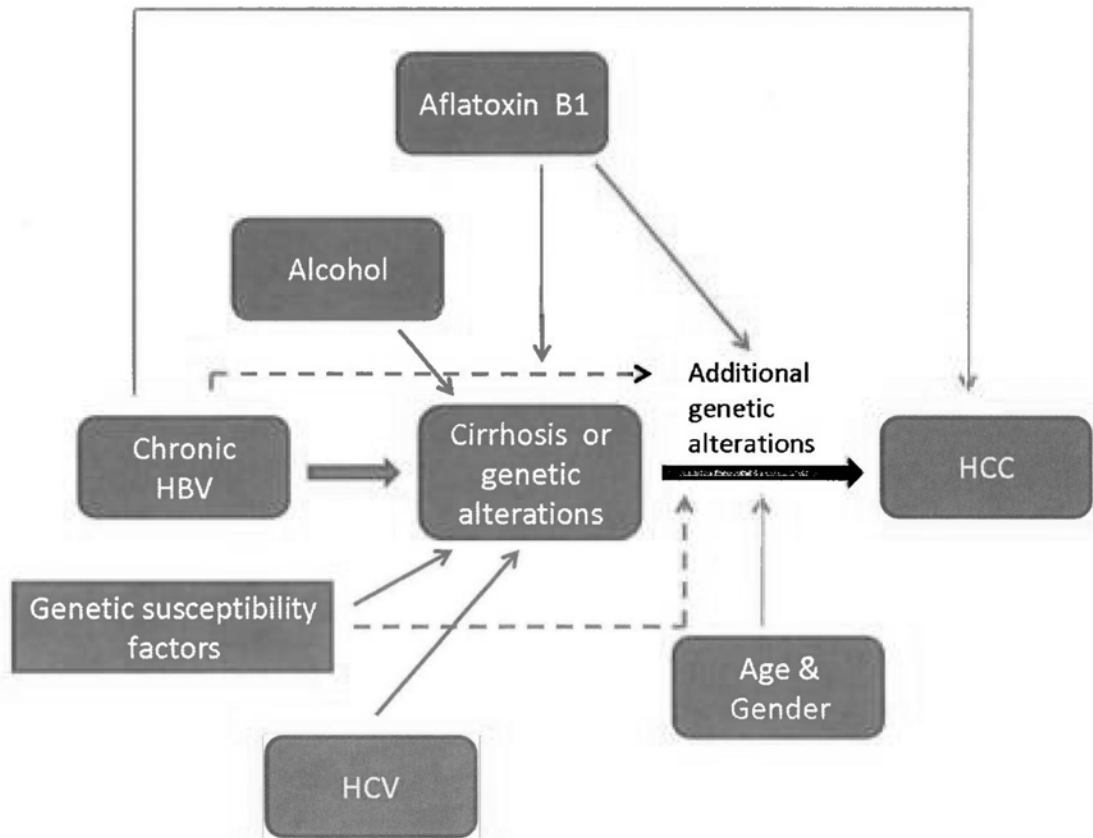 Aflatoxin B1
Alcohol
Additional
genetic
alterations
Chronic
HBV
Cirrhosis or
genetic
alterations
HCC
Genetic susceptibility
factors
Age &
Gender
HCV